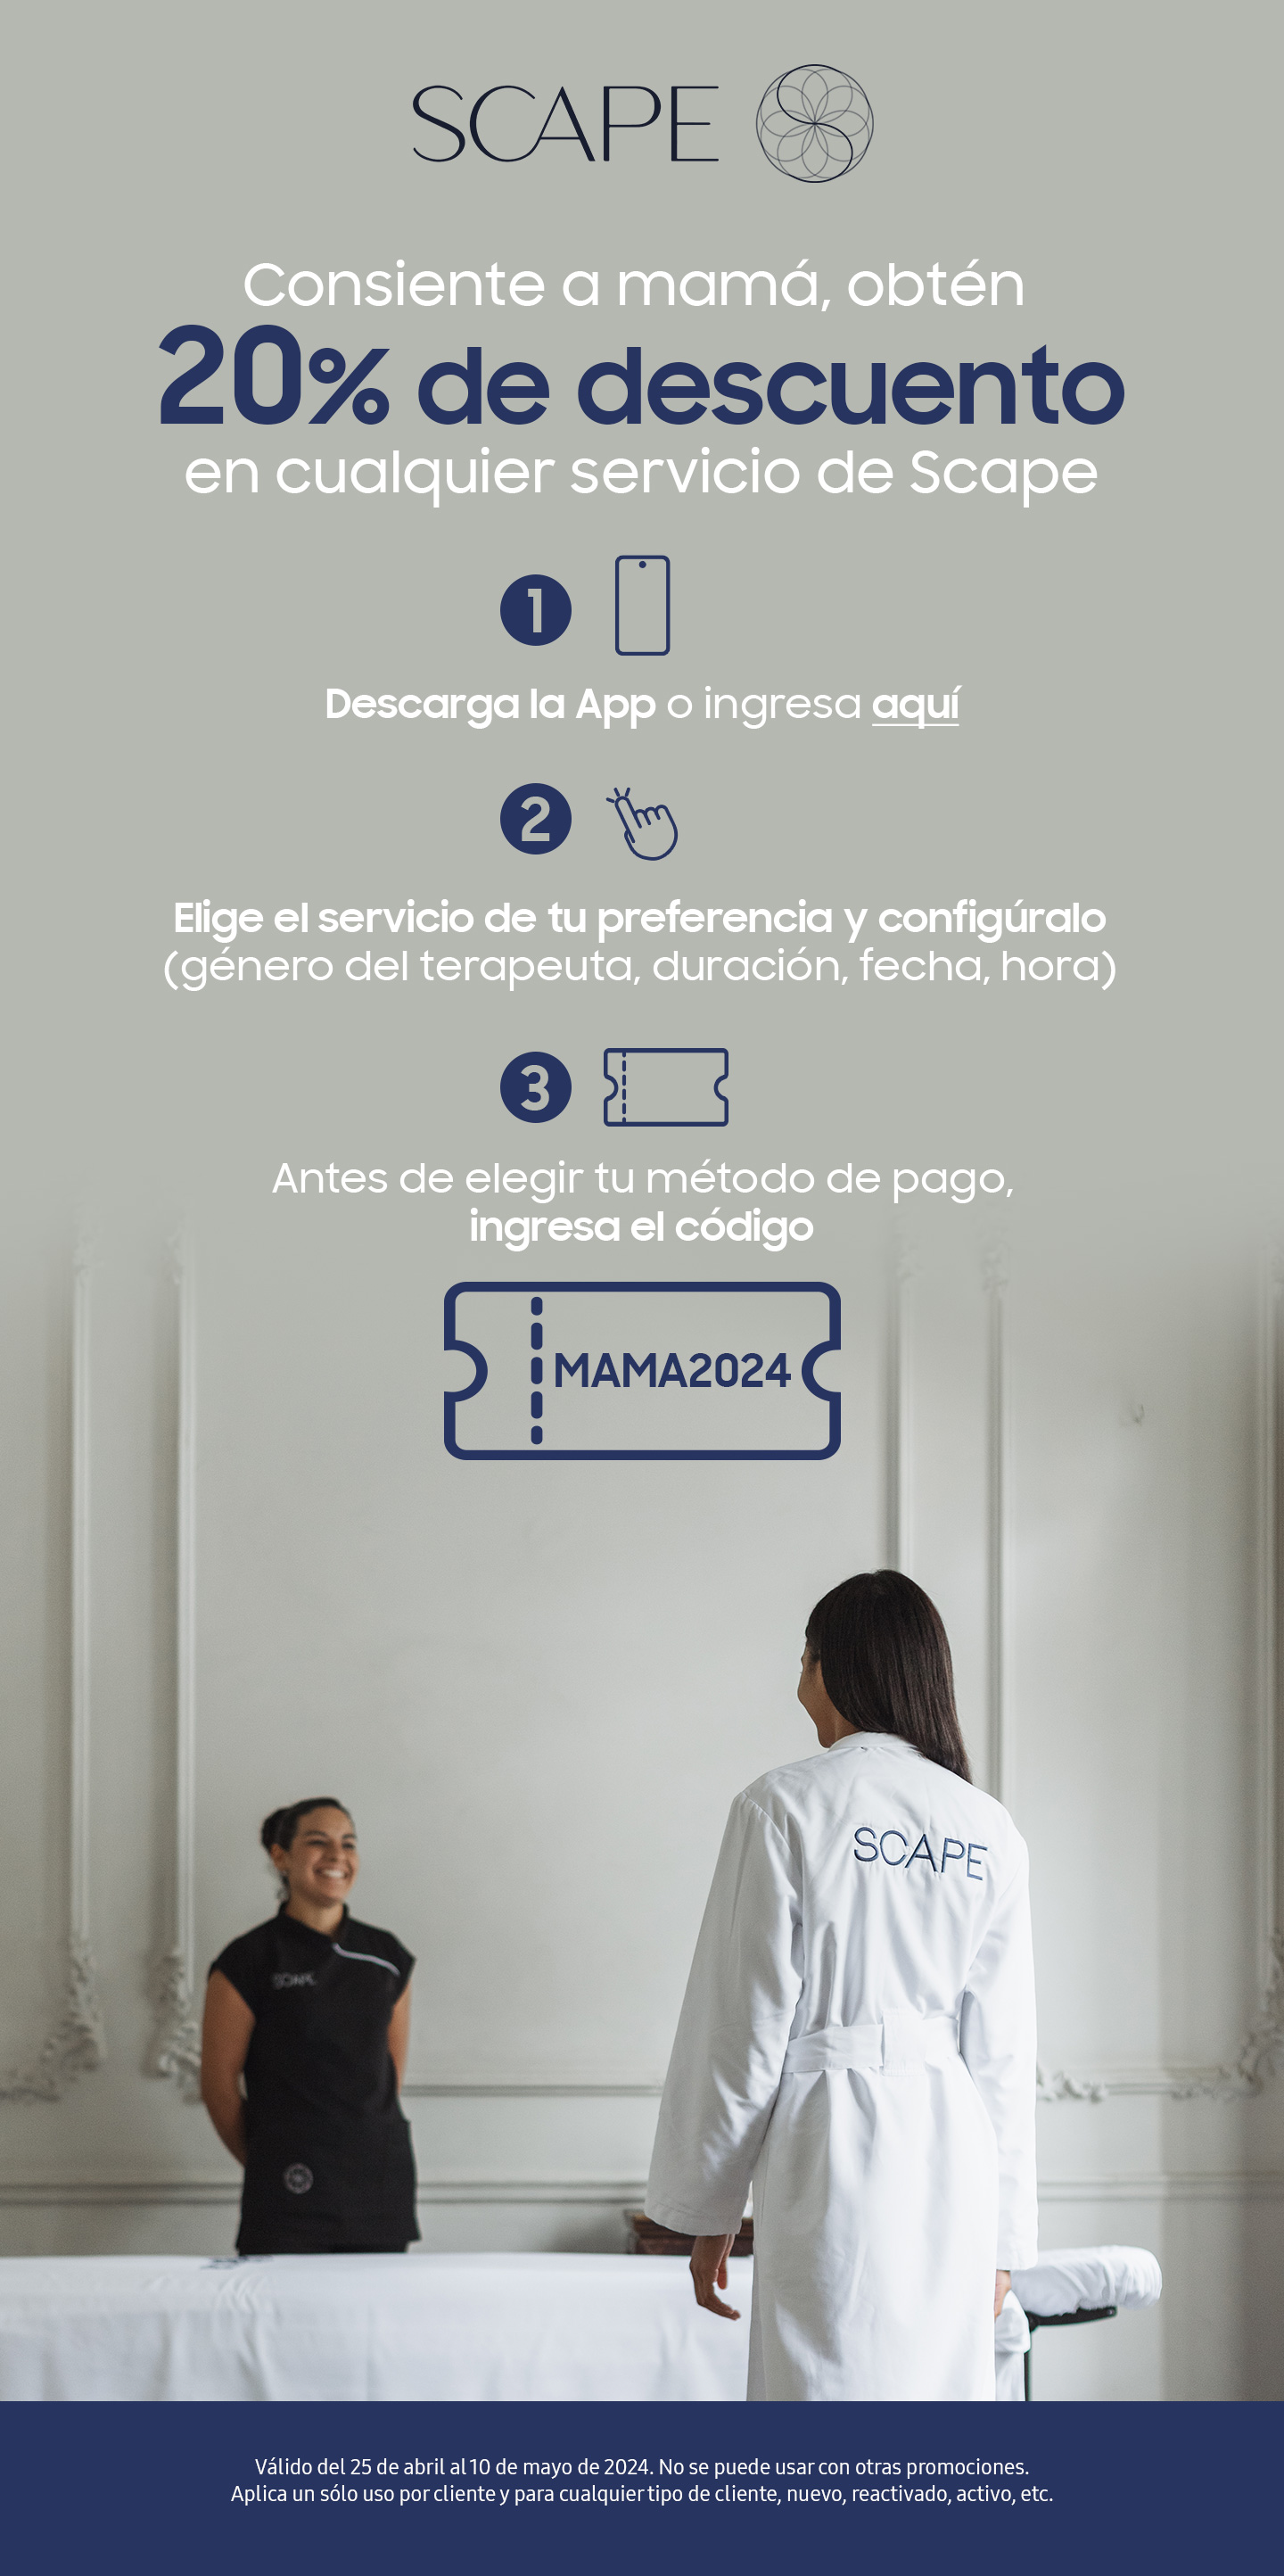 SCAPE
Consiente a mamá, obtén
20% de descuento
en cualquier servicio de Scape
1
Descarga la App o ingresa aquí
2
Elige el servicio de tu preferencia y configúralo
(género del terapeuta, duración, fecha, hora)
3
Antes de elegir tu método de pago,
ingresa el código
MAMA2024
SCAPE
SCAPE
Válido del 25 de abril al 10 de mayo de 2024. No se puede usar con otras promociones.
Aplica un sólo uso por cliente y para cualquier tipo de cliente, nuevo, reactivado, activo, etc.